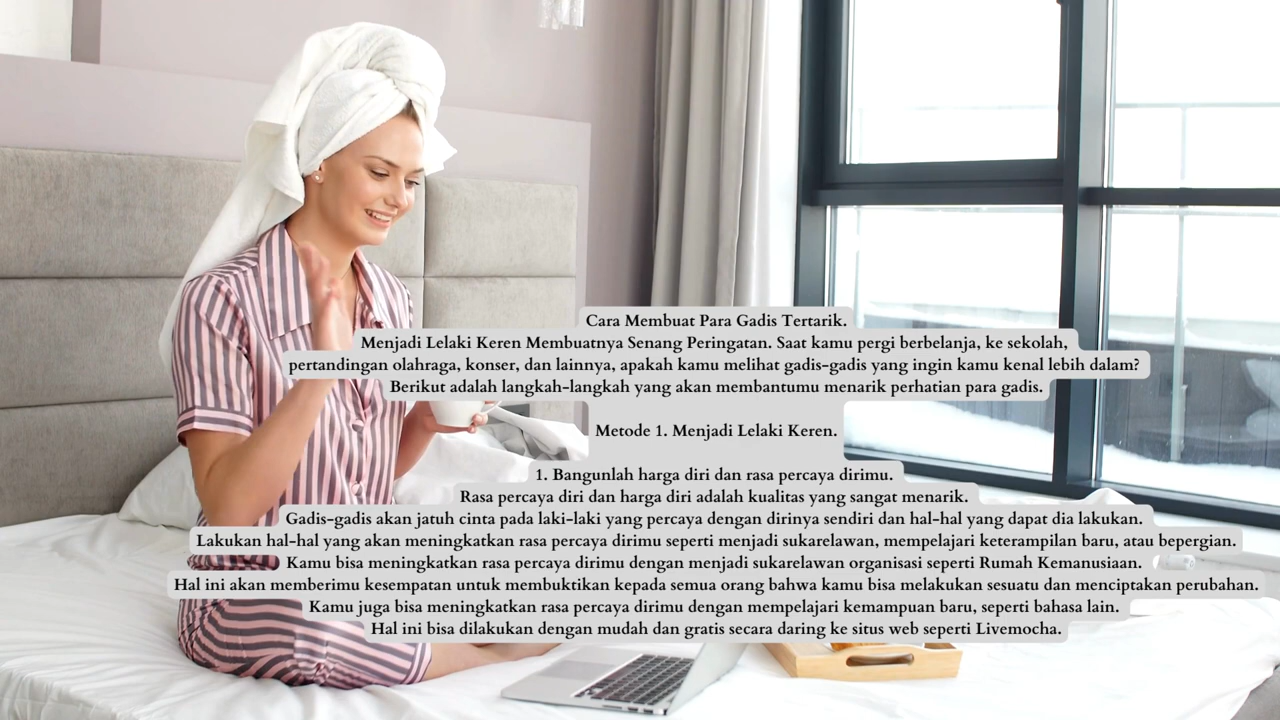 Cara Membuat Para Gadis Tertarik.
Menjadi Lelaki Keren Membuatnya Senang Peringatan. Saat kamu pergi berbelanja, ke sekolah,
pertandingan olahraga, konser, dan lainnya, apakah kamu melihat gadis-gadis yang ingin kamu kenal lebih dalam?
Berikut adalah langkah-langkah yang akan membantumu menarik perhatian para gadis.
Metode 1. Menjadi Lelaki Keren.
1. Bangunlah harga diri dan rasa percaya dirimu.
Rasa percaya diri dan harga diri adalah kualitas yang sangat menarik.
Gadis-gadis akan jatuh cinta pada laki-laki yang percaya dengan dirinya sendiri dan hal-hal yang dapat dia lakukan.
Lakukan hal-hal yang akan meningkatkan rasa percaya dirimu seperti menjadi sukarelawan, mempelajari keterampilan baru, atau bepergian.
Kamu bisa meningkatkan rasa percaya dirimu dengan menjadi sukarelawan organisasi seperti Rumah Kemanusiaan.
Hal ini akan memberimu kesempatan untuk membuktikan kepada semua orang bahwa kamu bisa melakukan sesuatu dan menciptakan perubahan.
Kamu juga bisa meningkatkan rasa percaya dirimu dengan mempelajari kemampuan baru, seperti bahasa lain.
Hal ini bisa dilakukan dengan mudah dan gratis secara daring ke situs web seperti Livemocha.